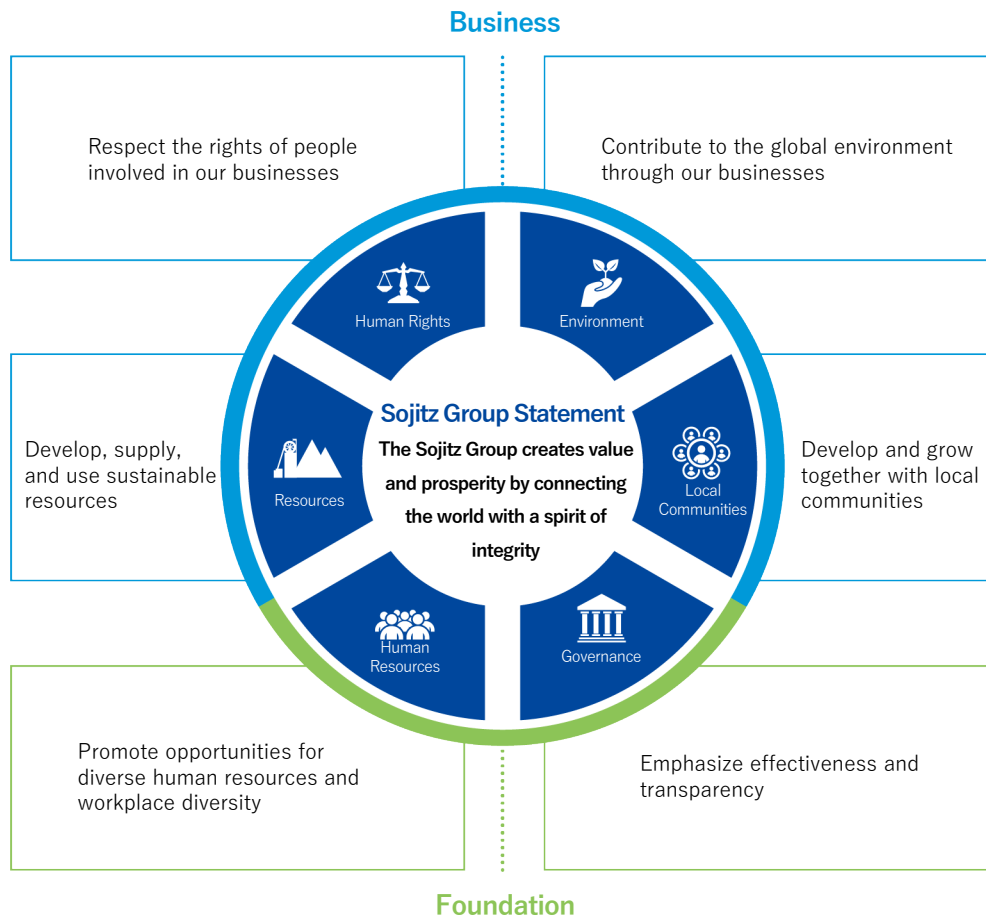 Business
Respect the rights of people
involved in our businesses
Contribute to the global environment
through our businesses
Human Rights
Environment
Develop, supply,
and use sustainable
resources
Resources
Sojitz Group Statement
The Sojitz Group creates value
and prosperity by connecting
the world with a spirit of
integrity
Local
Communities
Develop and grow
together with local
communities
Human
Resources
Governance
Promote opportunities for
diverse human resources and
workplace diversity
Emphasize effectiveness and
transparency
Foundation